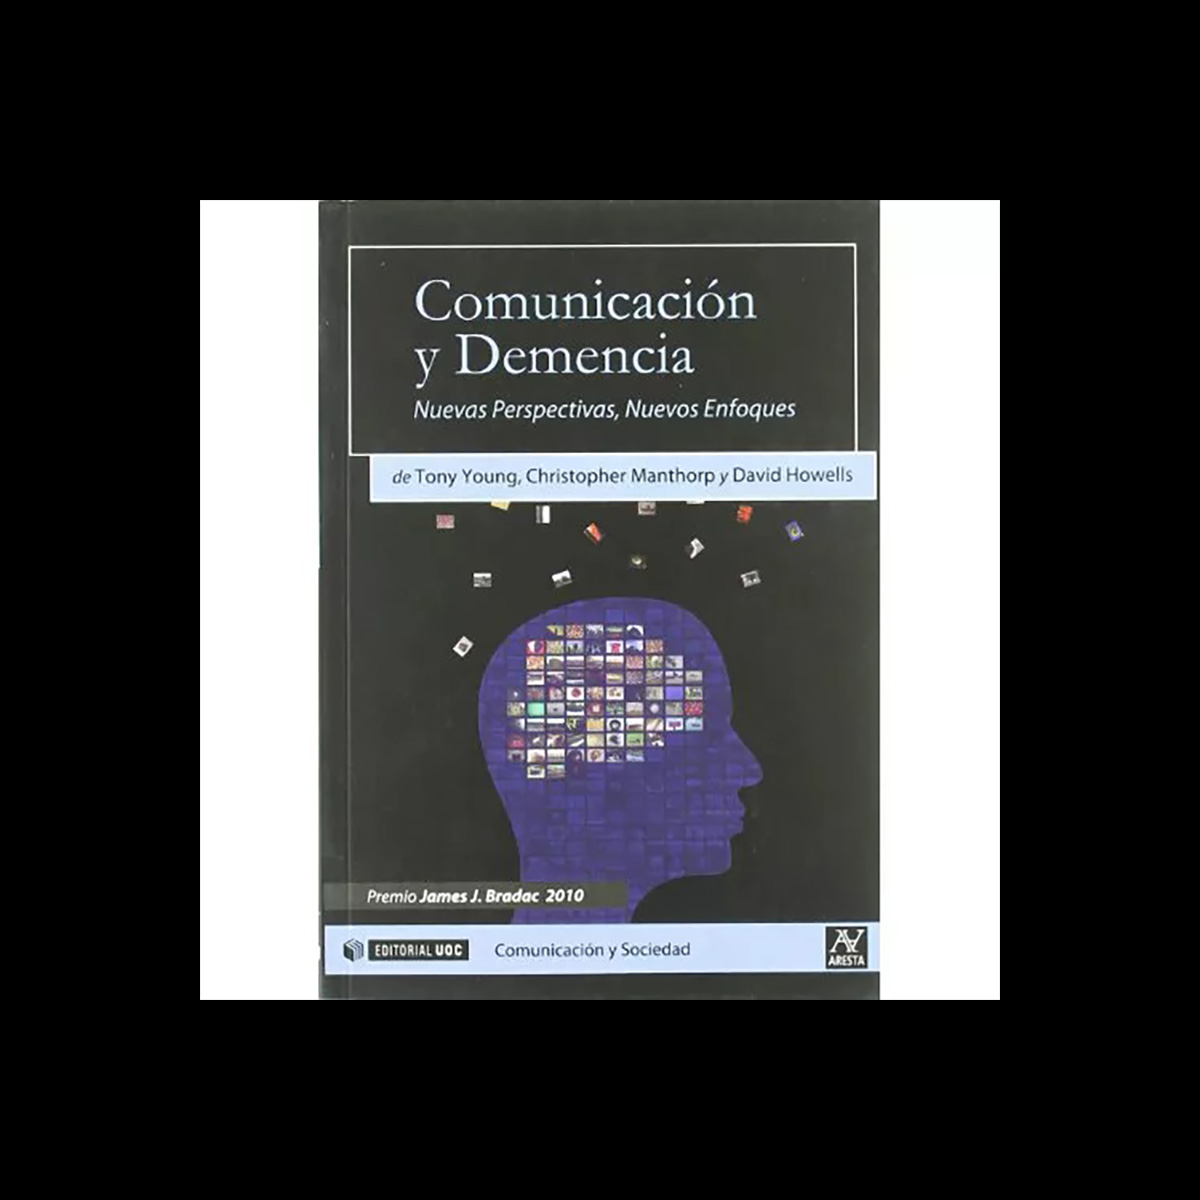 Comunicación
y Demencia
Nuevas Perspectivas, Nuevos Enfoques
de Tony Young, Christopher Manthorp y David Howells
Premio James J. Bradac 2010
EDITORIAL UOC
Comunicación y Sociedad
ARESTA